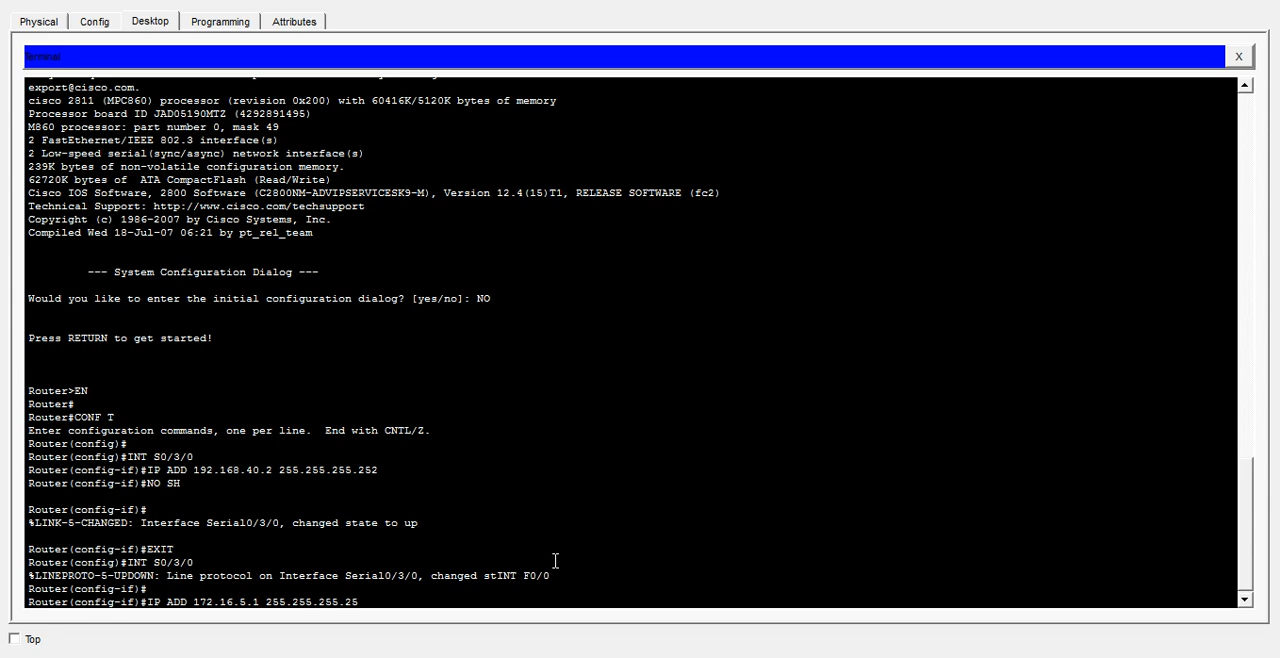 Physical
Config
Desktop
Programming
Attributes
Terminal
X
export@cisco.com.
cisco 2811 (MPC860) processor (revision 0x200) with 60416K/5120K bytes of memory
Processor board ID JAD05190MTZ (4292891495)
M860 processor: part number 0, mask 49
2 FastEthernet/IEEE 802.3 interface(s)
2 Low-speed serial(sync/async) network interface(s)
239K bytes of non-volatile configuration memory.
62720K bytes of  ATA CompactFlash (Read/Write)
Cisco IOS Software, 2800 Software (C2800NM-ADVIPSERVICESK9-M), Version 12.4(15)T1, RELEASE SOFTWARE (fc2)
Technical Support: http://www.cisco.com/techsupport
Copyright (c) 1986-2007 by Cisco Systems, Inc.
Compiled Wed 18-Jul-07 06:21 by pt_rel_team
--- System Configuration Dialog ---
Would you like to enter the initial configuration dialog? [yes/no]: NO
Press RETURN to get started!
Router>EN
Router#
Router#CONF T
Enter configuration commands, one per line.  End with CNTL/Z.
Router(config)#
Router(config)#INT S0/3/0
Router(config-if)#IP ADD 192.168.40.2 255.255.255.252
Router(config-if)#NO SH
Router(config-if)#
%LINK-5-CHANGED: Interface Serial0/3/0, changed state to up
Router(config-if)#EXIT
Router(config)#INT S0/3/0
%LINEPROTO-5-UPDOWN: Line protocol on Interface Serial0/3/0, changed stINT F0/0
Router(config-if)#
Router(config-if)#IP ADD 172.16.5.1 255.255.255.25
Top